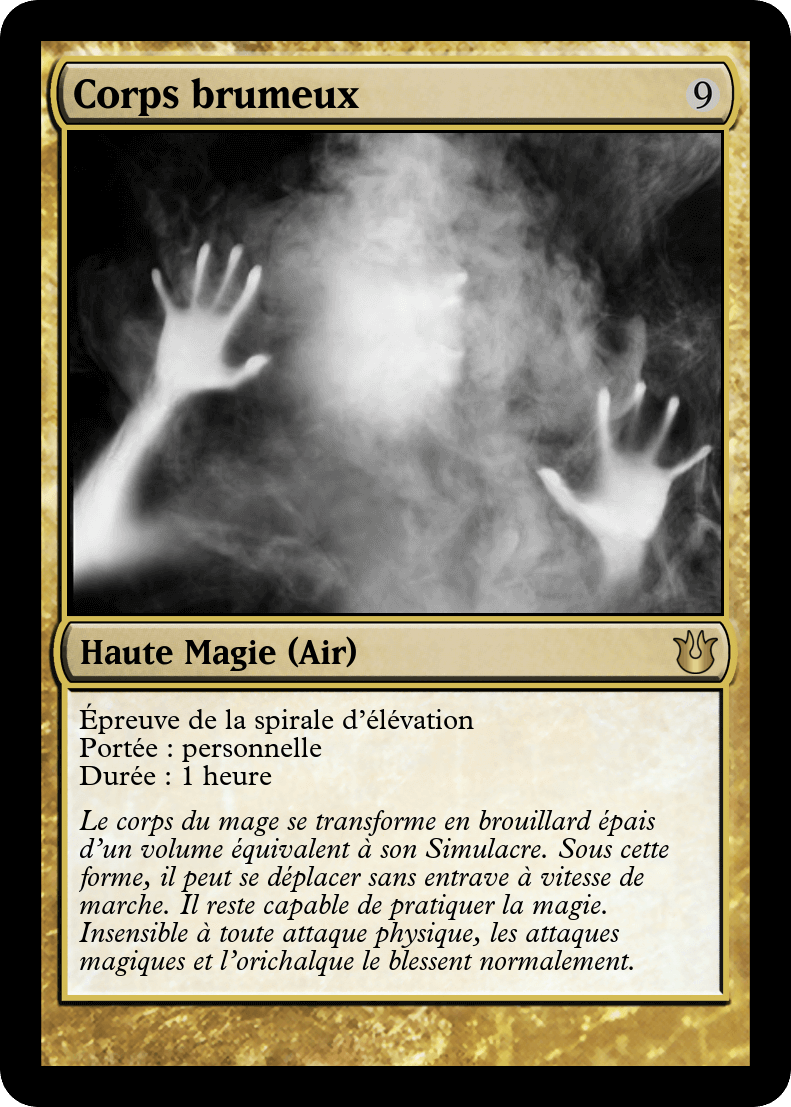 Corps brumeux 9
Haute Magie (Air)
Épreuve de la spirale d'élévation
Portée : personnelle
Durée : 1 heure
Le corps du mage se transforme en brouillard épais
d'un volume équivalent à son Simulacre. Sous cette
forme, il peut se déplacer sans entrave à vitesse de
marche. Il reste capable de pratiquer la magie.
Insensible à toute attaque physique, les attaques
magiques et l'orichalque le blessent normalement.